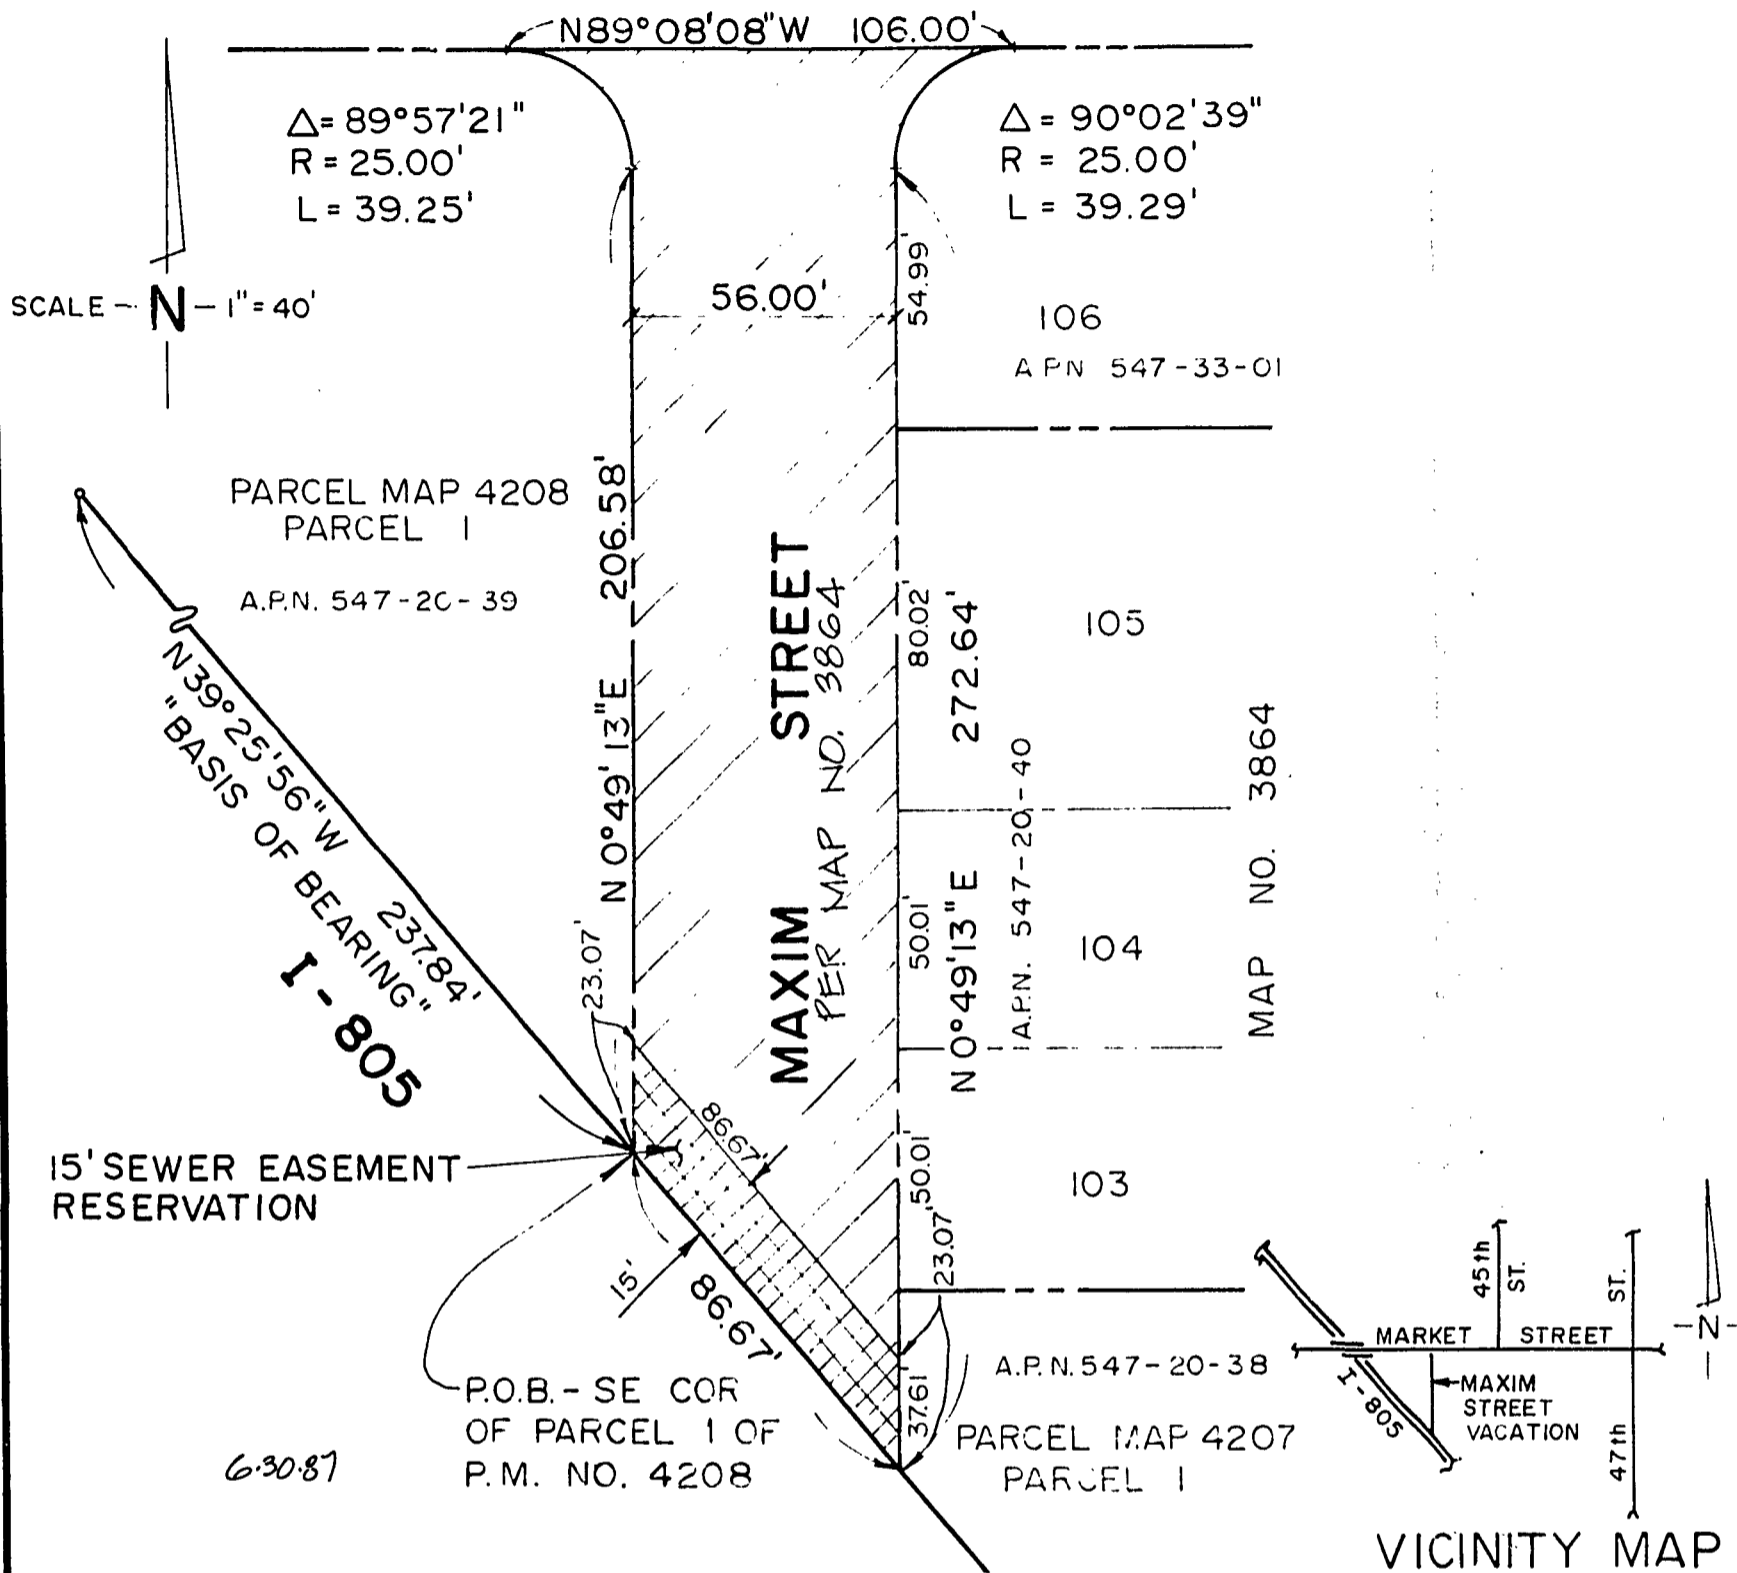 N89°08'08"W 106.00'
△= 89°57'21"
R = 25.00'
L = 39.25'
△= 90°02'39"
R = 25.00'
L = 39.29'
SCALE - N - 1"= 40'
56.00'
54.99'
106
A PN 547-33-01
PARCEL MAP 4208
PARCEL 1
A.P.N. 547-20-39
N 0°49'13"E 206.58'
N39°25'56"W 237.84'
"BASIS OF BEARING"
I-805
MAXIM STREET
PER MAP NO. 3864
80.02'
N 0°49'13"E 272.64'
105
A.P.N. 547-20-40
MAP NO. 3864
50.01'
104
23.07'
86.67'
15' SEWER EASEMENT
RESERVATION
50.01'
103
23.07'
15'
86.67'
37.61'
A.P.N. 547-20-38
PARCEL MAP 4207
PARCEL 1
P.O.B. - SE COR
OF PARCEL 1 OF
P.M. NO. 4208
6-30-87
45th
ST.
ST.
MARKET STREET
-N-
I-805
MAXIM
STREET
VACATION
47th
VICINITY MAP